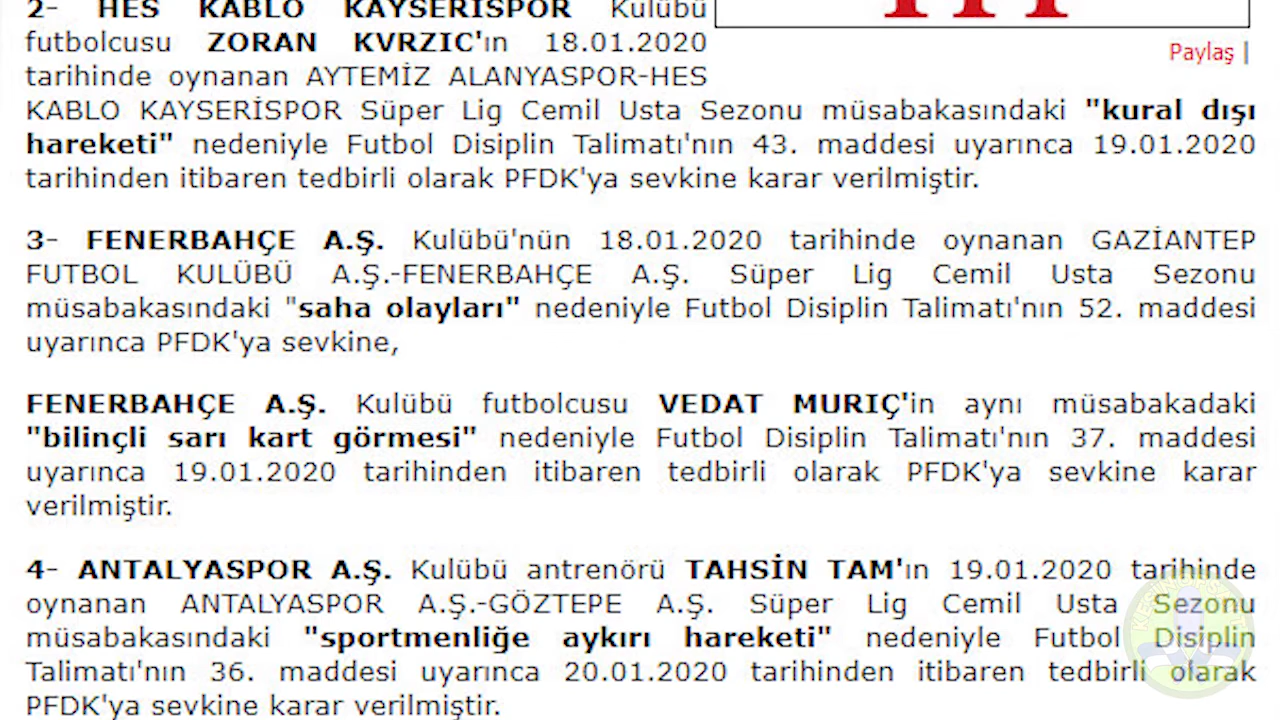 2- HES KABLO KAYSERİSPOR Kulübü
futbolcusu ZORAN KVRZIC'ın 18.01.2020
Paylaş |
tarihinde oynanan AYTEMİZ ALANYASPOR-HES
KABLO KAYSERİSPOR Süper Lig Cemil Usta Sezonu müsabakasındaki "kural dışı
hareketi" nedeniyle Futbol Disiplin Talimatı'nın 43. maddesi uyarınca 19.01.2020
tarihinden itibaren tedbirli olarak PFDK'ya sevkine karar verilmiştir.
3- FENERBAHÇE A.Ş. Kulübü'nün 18.01.2020 tarihinde oynanan GAZİANTEP
FUTBOL KULÜBÜ A.Ş.-FENERBAHÇE A.Ş. Süper Lig Cemil Usta Sezonu
müsabakasındaki "saha olayları" nedeniyle Futbol Disiplin Talimatı'nın 52. maddesi
uyarınca PFDK'ya sevkine,
FENERBAHÇE A.Ş. Kulübü futbolcusu VEDAT MURIÇ'in aynı müsabakadaki
"bilinçli sarı kart görmesi" nedeniyle Futbol Disiplin Talimatı'nın 37. maddesi
uyarınca 19.01.2020 tarihinden itibaren tedbirli olarak PFDK'ya sevkine karar
verilmiştir.
4- ANTALYASPOR A.Ş. Kulübü antrenörü TAHSİN TAM'ın 19.01.2020 tarihinde
oynanan ANTALYASPOR A.Ş.-GÖZTEPE A.Ş. Süper Lig Cemil Usta Sezonu
müsabakasındaki "sportmenliğe aykırı hareketi" nedeniyle Futbol Disiplin
Talimatı'nın 36. maddesi uyarınca 20.01.2020 tarihinden itibaren tedbirli olarak
PFDK'ya sevkine karar verilmiştir.